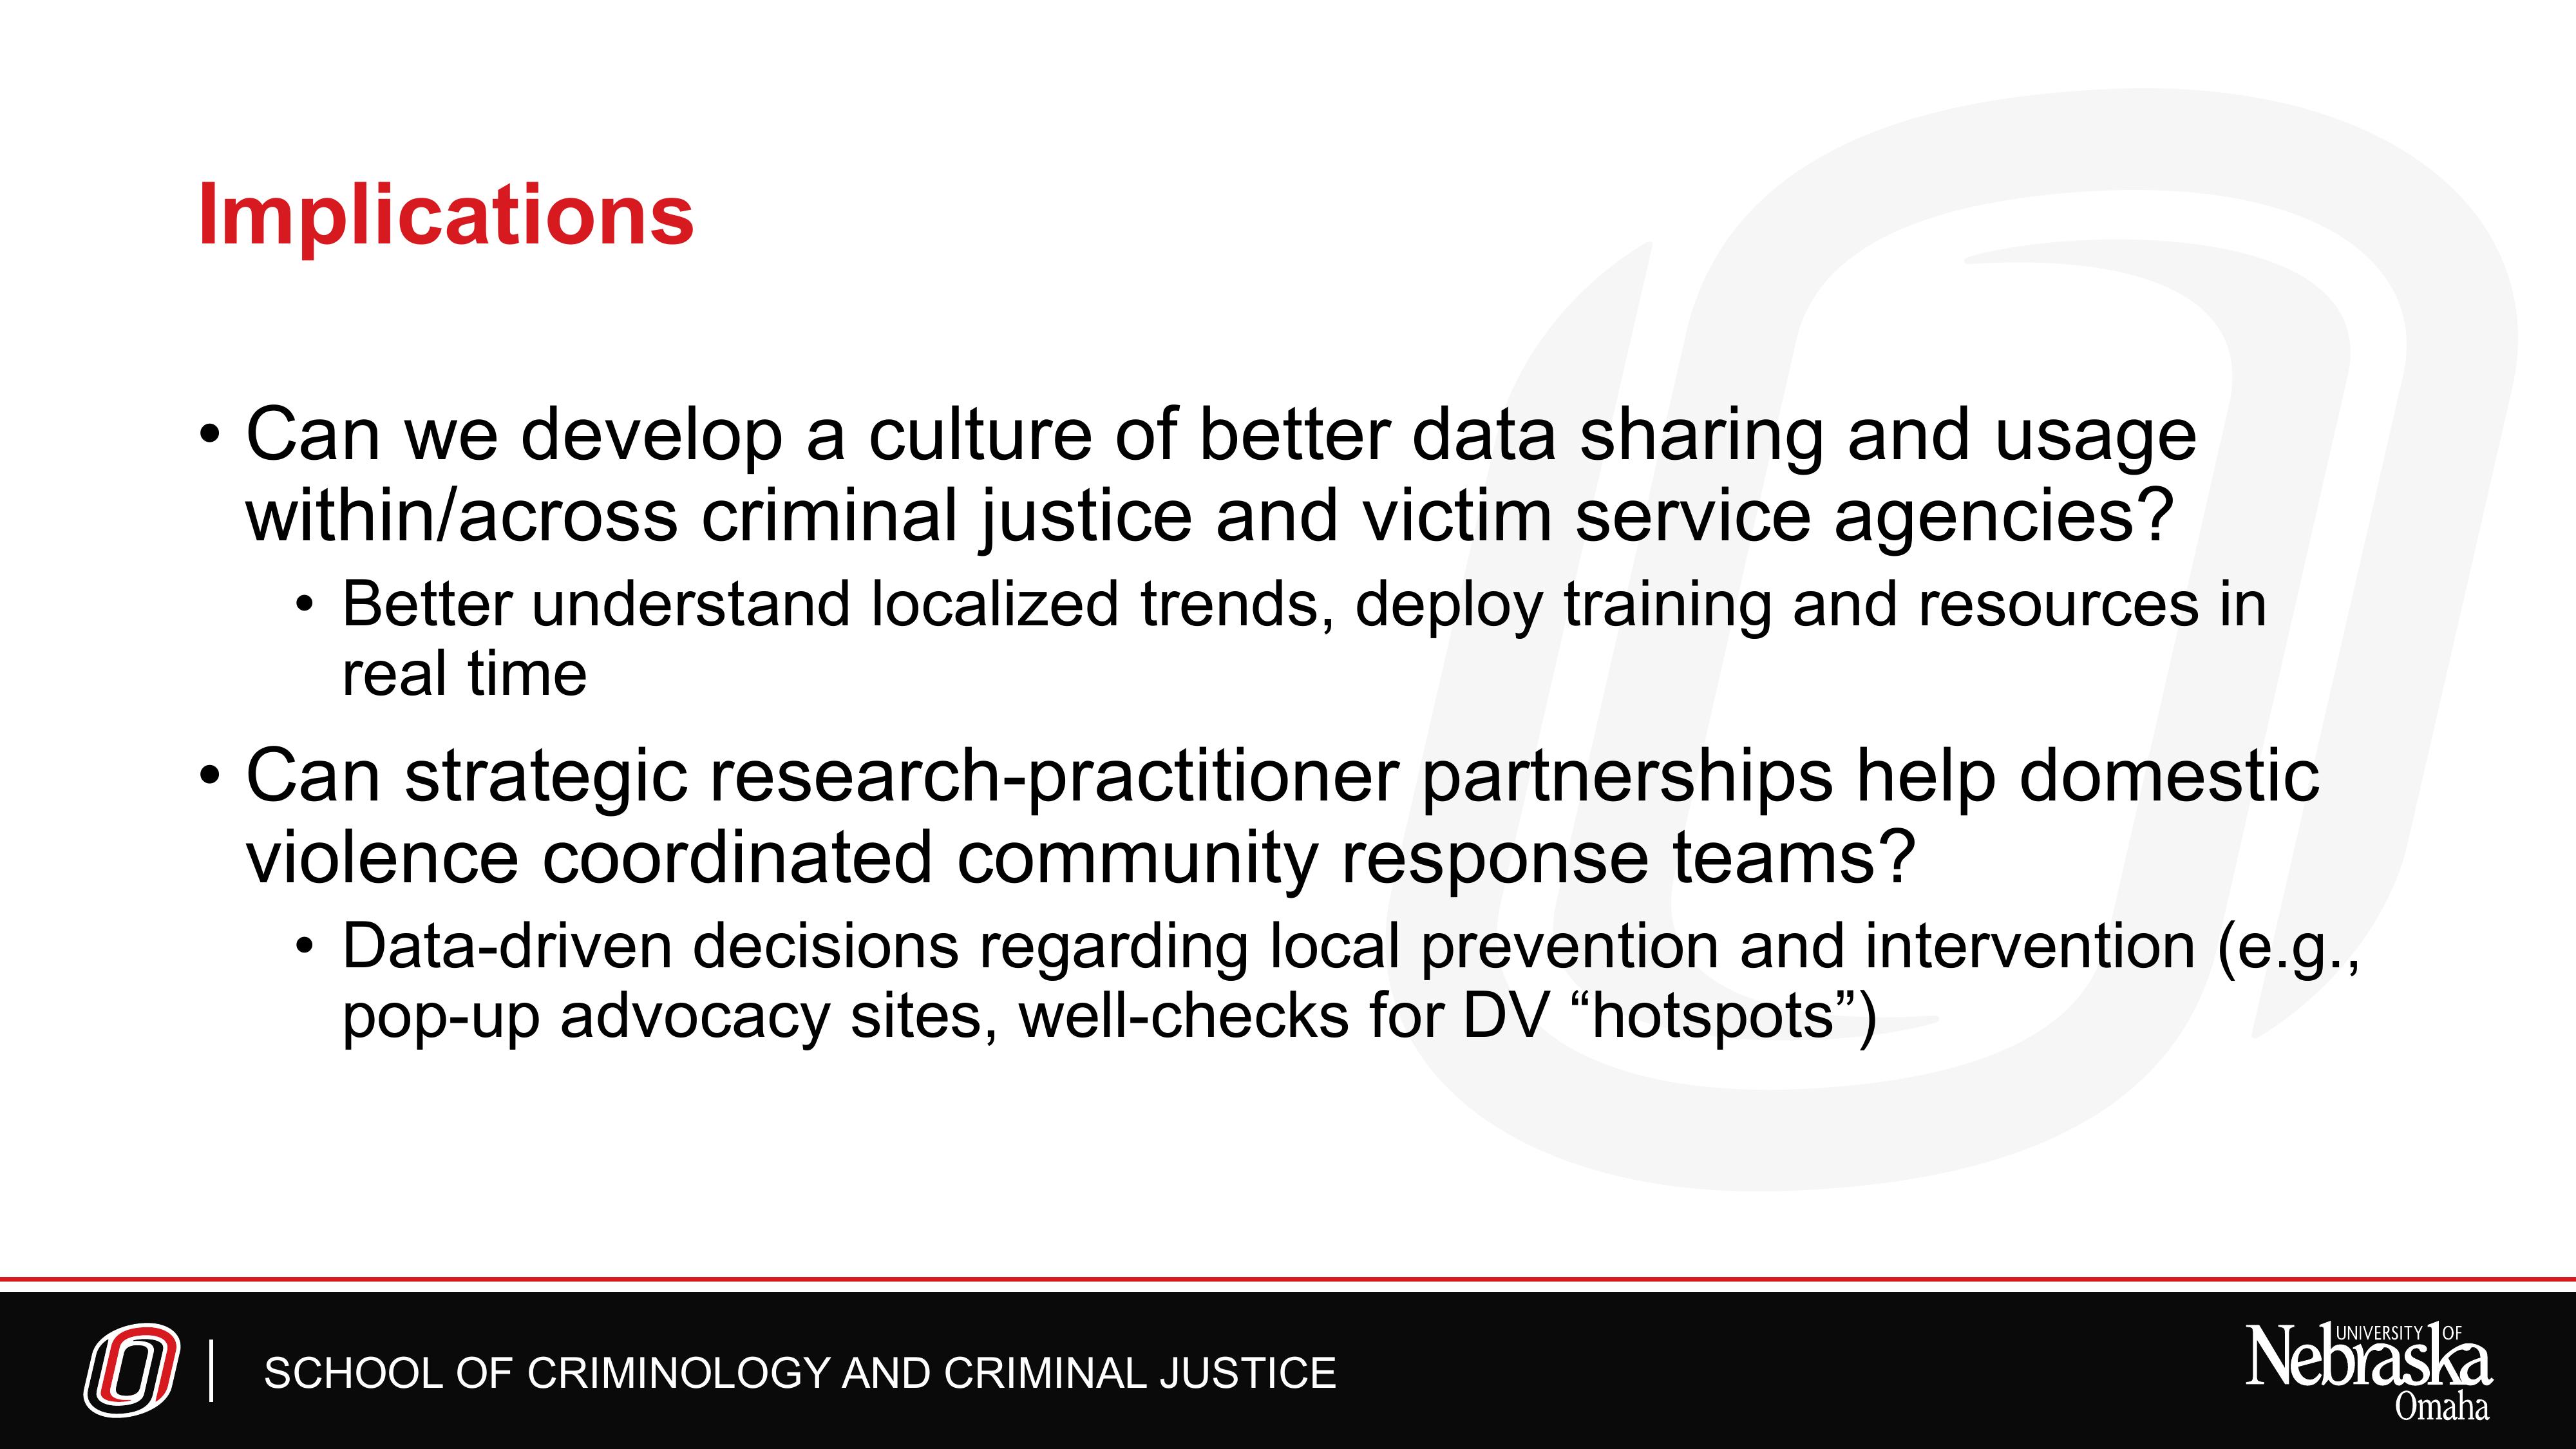 Implications
• Can we develop a culture of better data sharing and usage
within/across criminal justice and victim service agencies?
• Better understand localized trends, deploy training and resources in
real time
• Can strategic research-practitioner partnerships help domestic
violence coordinated community response teams?
• Data-driven decisions regarding local prevention and intervention (e.g.,
pop-up advocacy sites, well-checks for DV “hotspots”)
SCHOOL OF CRIMINOLOGY AND CRIMINAL JUSTICE
UNIVERSITY OF
Nebraska
Omaha